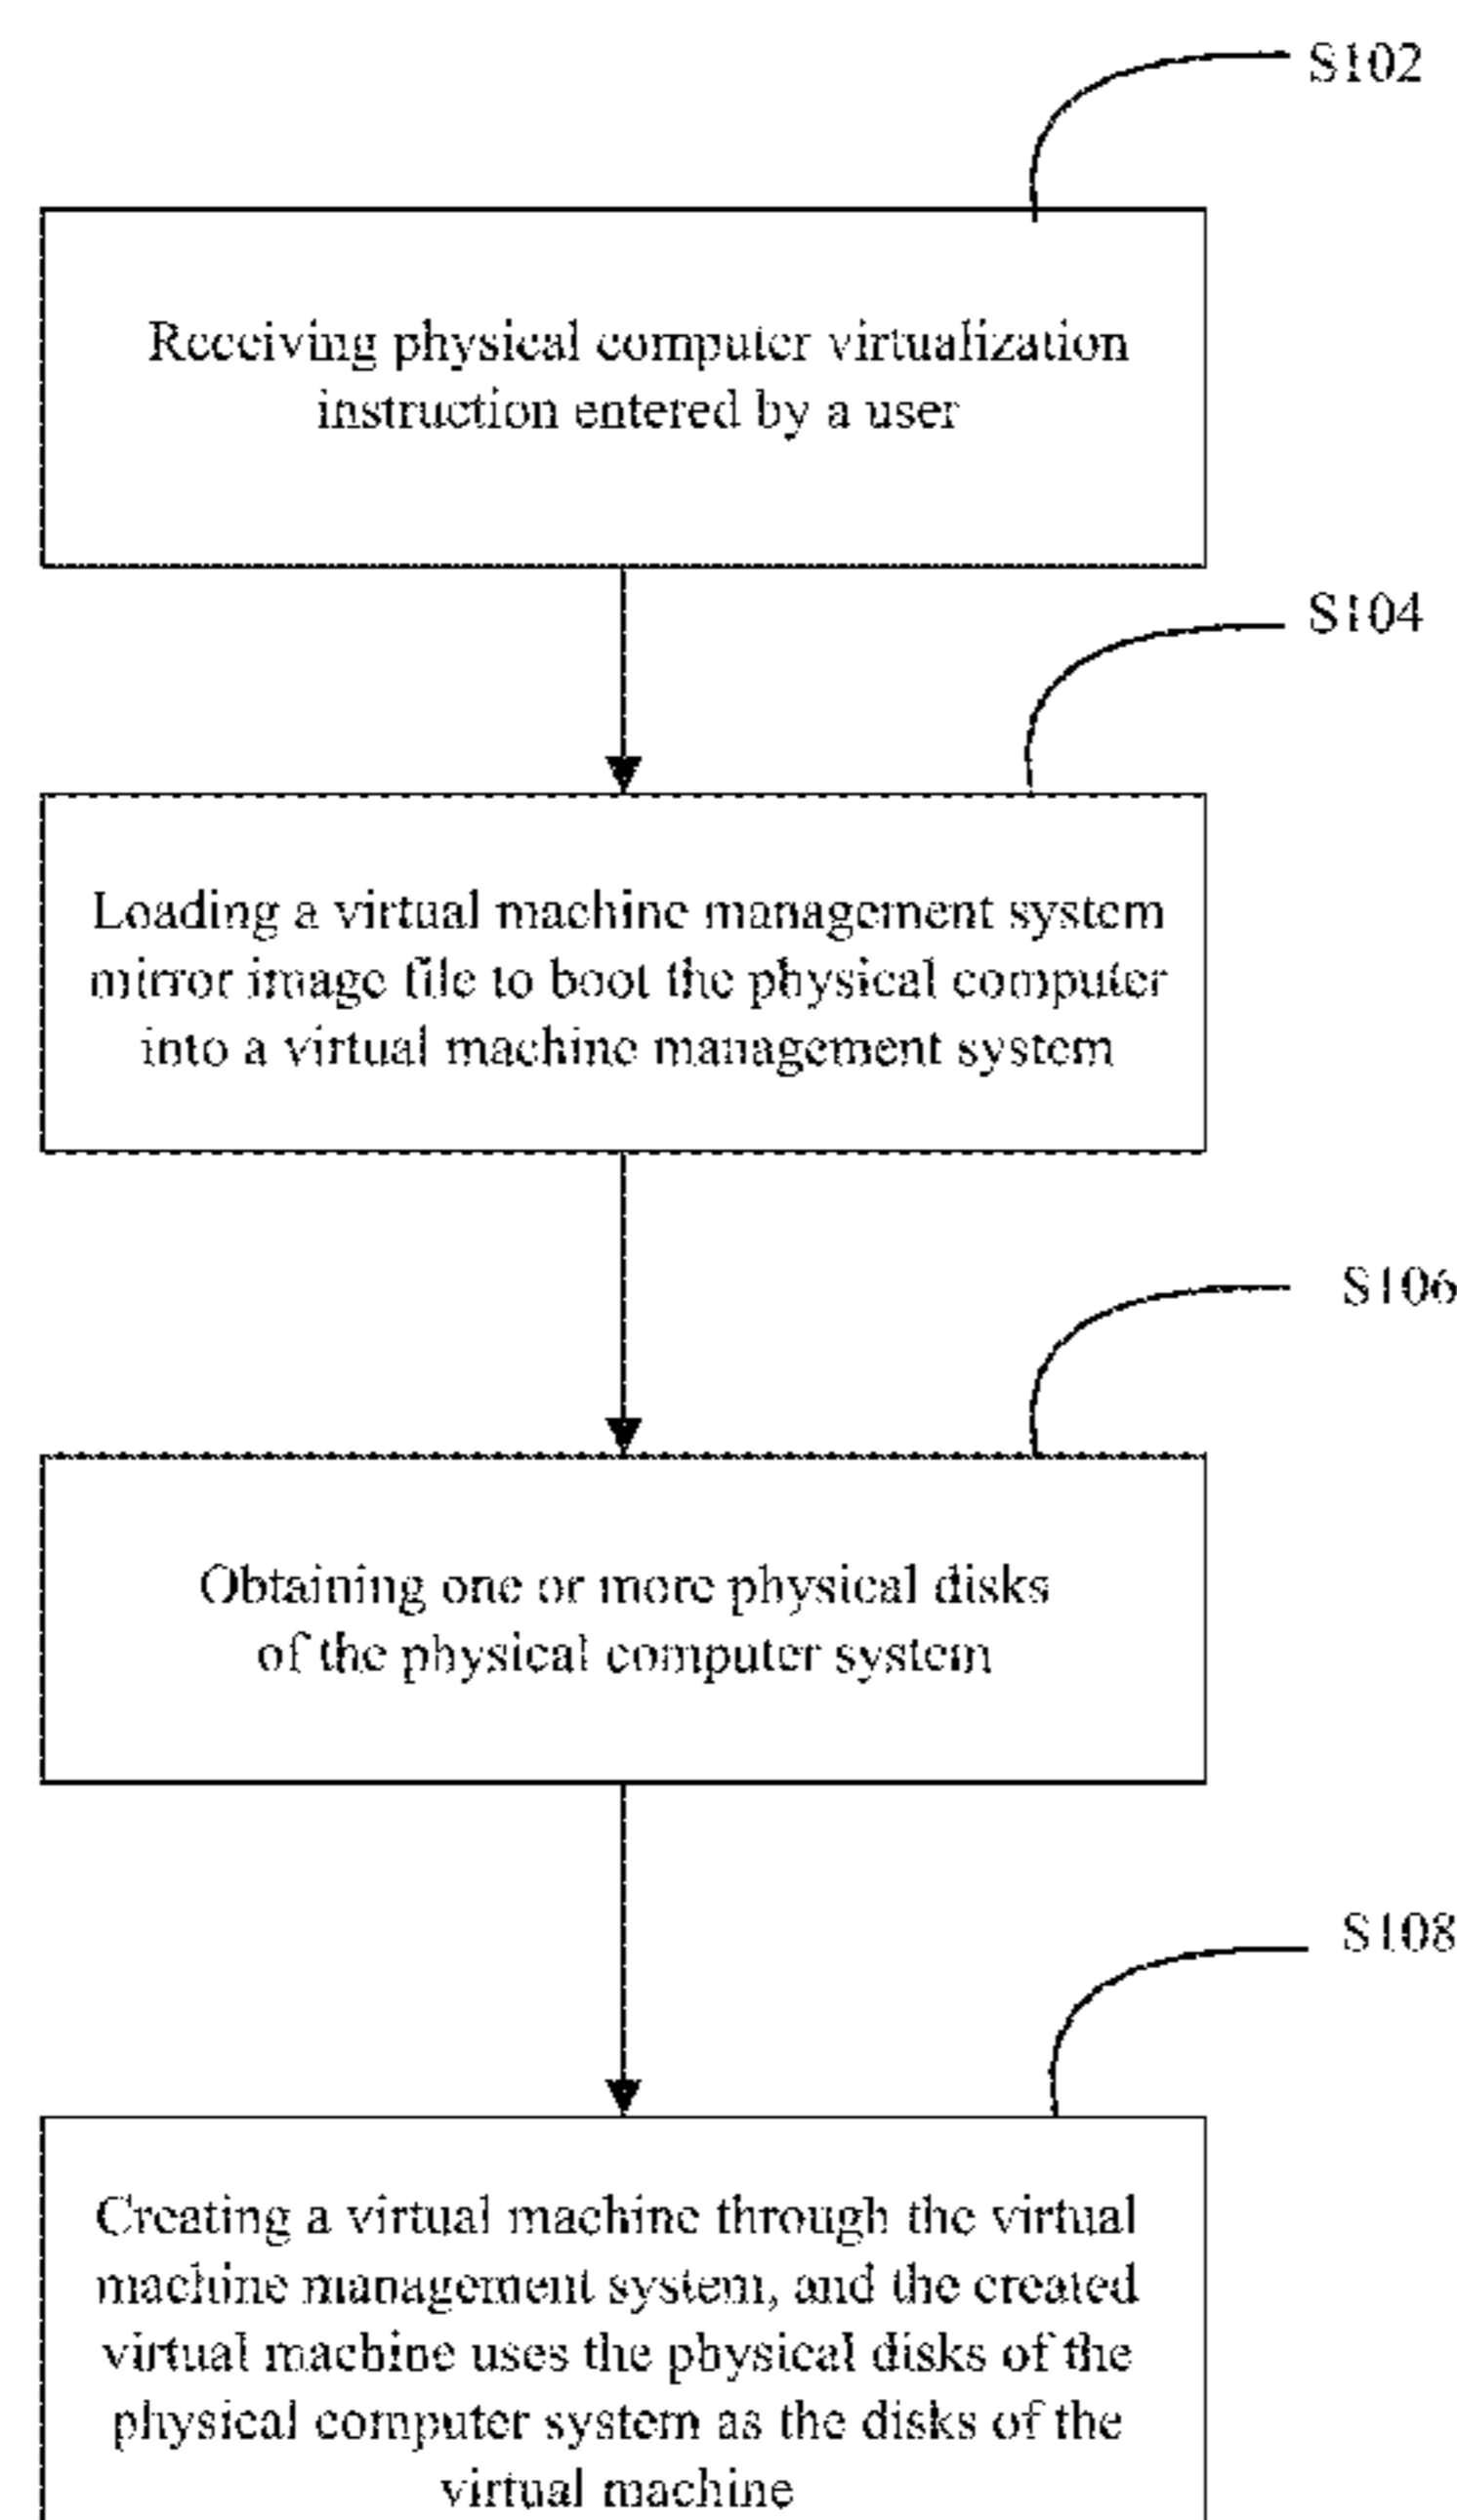 S102
Receiving physical computer virtualization
instruction entered by a user
S104
Loading a virtual machine management system
mirror image file to boot the physical computer
into a virtual machine management system
S106
Obtaining one or more physical disks
of the physical computer system
S108
Creating a virtual machine through the virtual
machine management system, and the created
virtual machine uses the physical disks of the
physical computer system as the disks of the
virtual machine